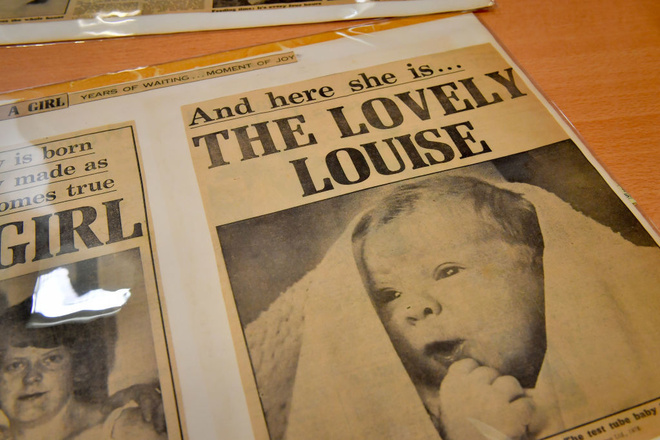 A GIRL YEARS OF WAITING... MOMENT OF JOY
is born
made as
omes true
GIRL
And here she is...
THE LOVELY
LOUISE
the test tube baby